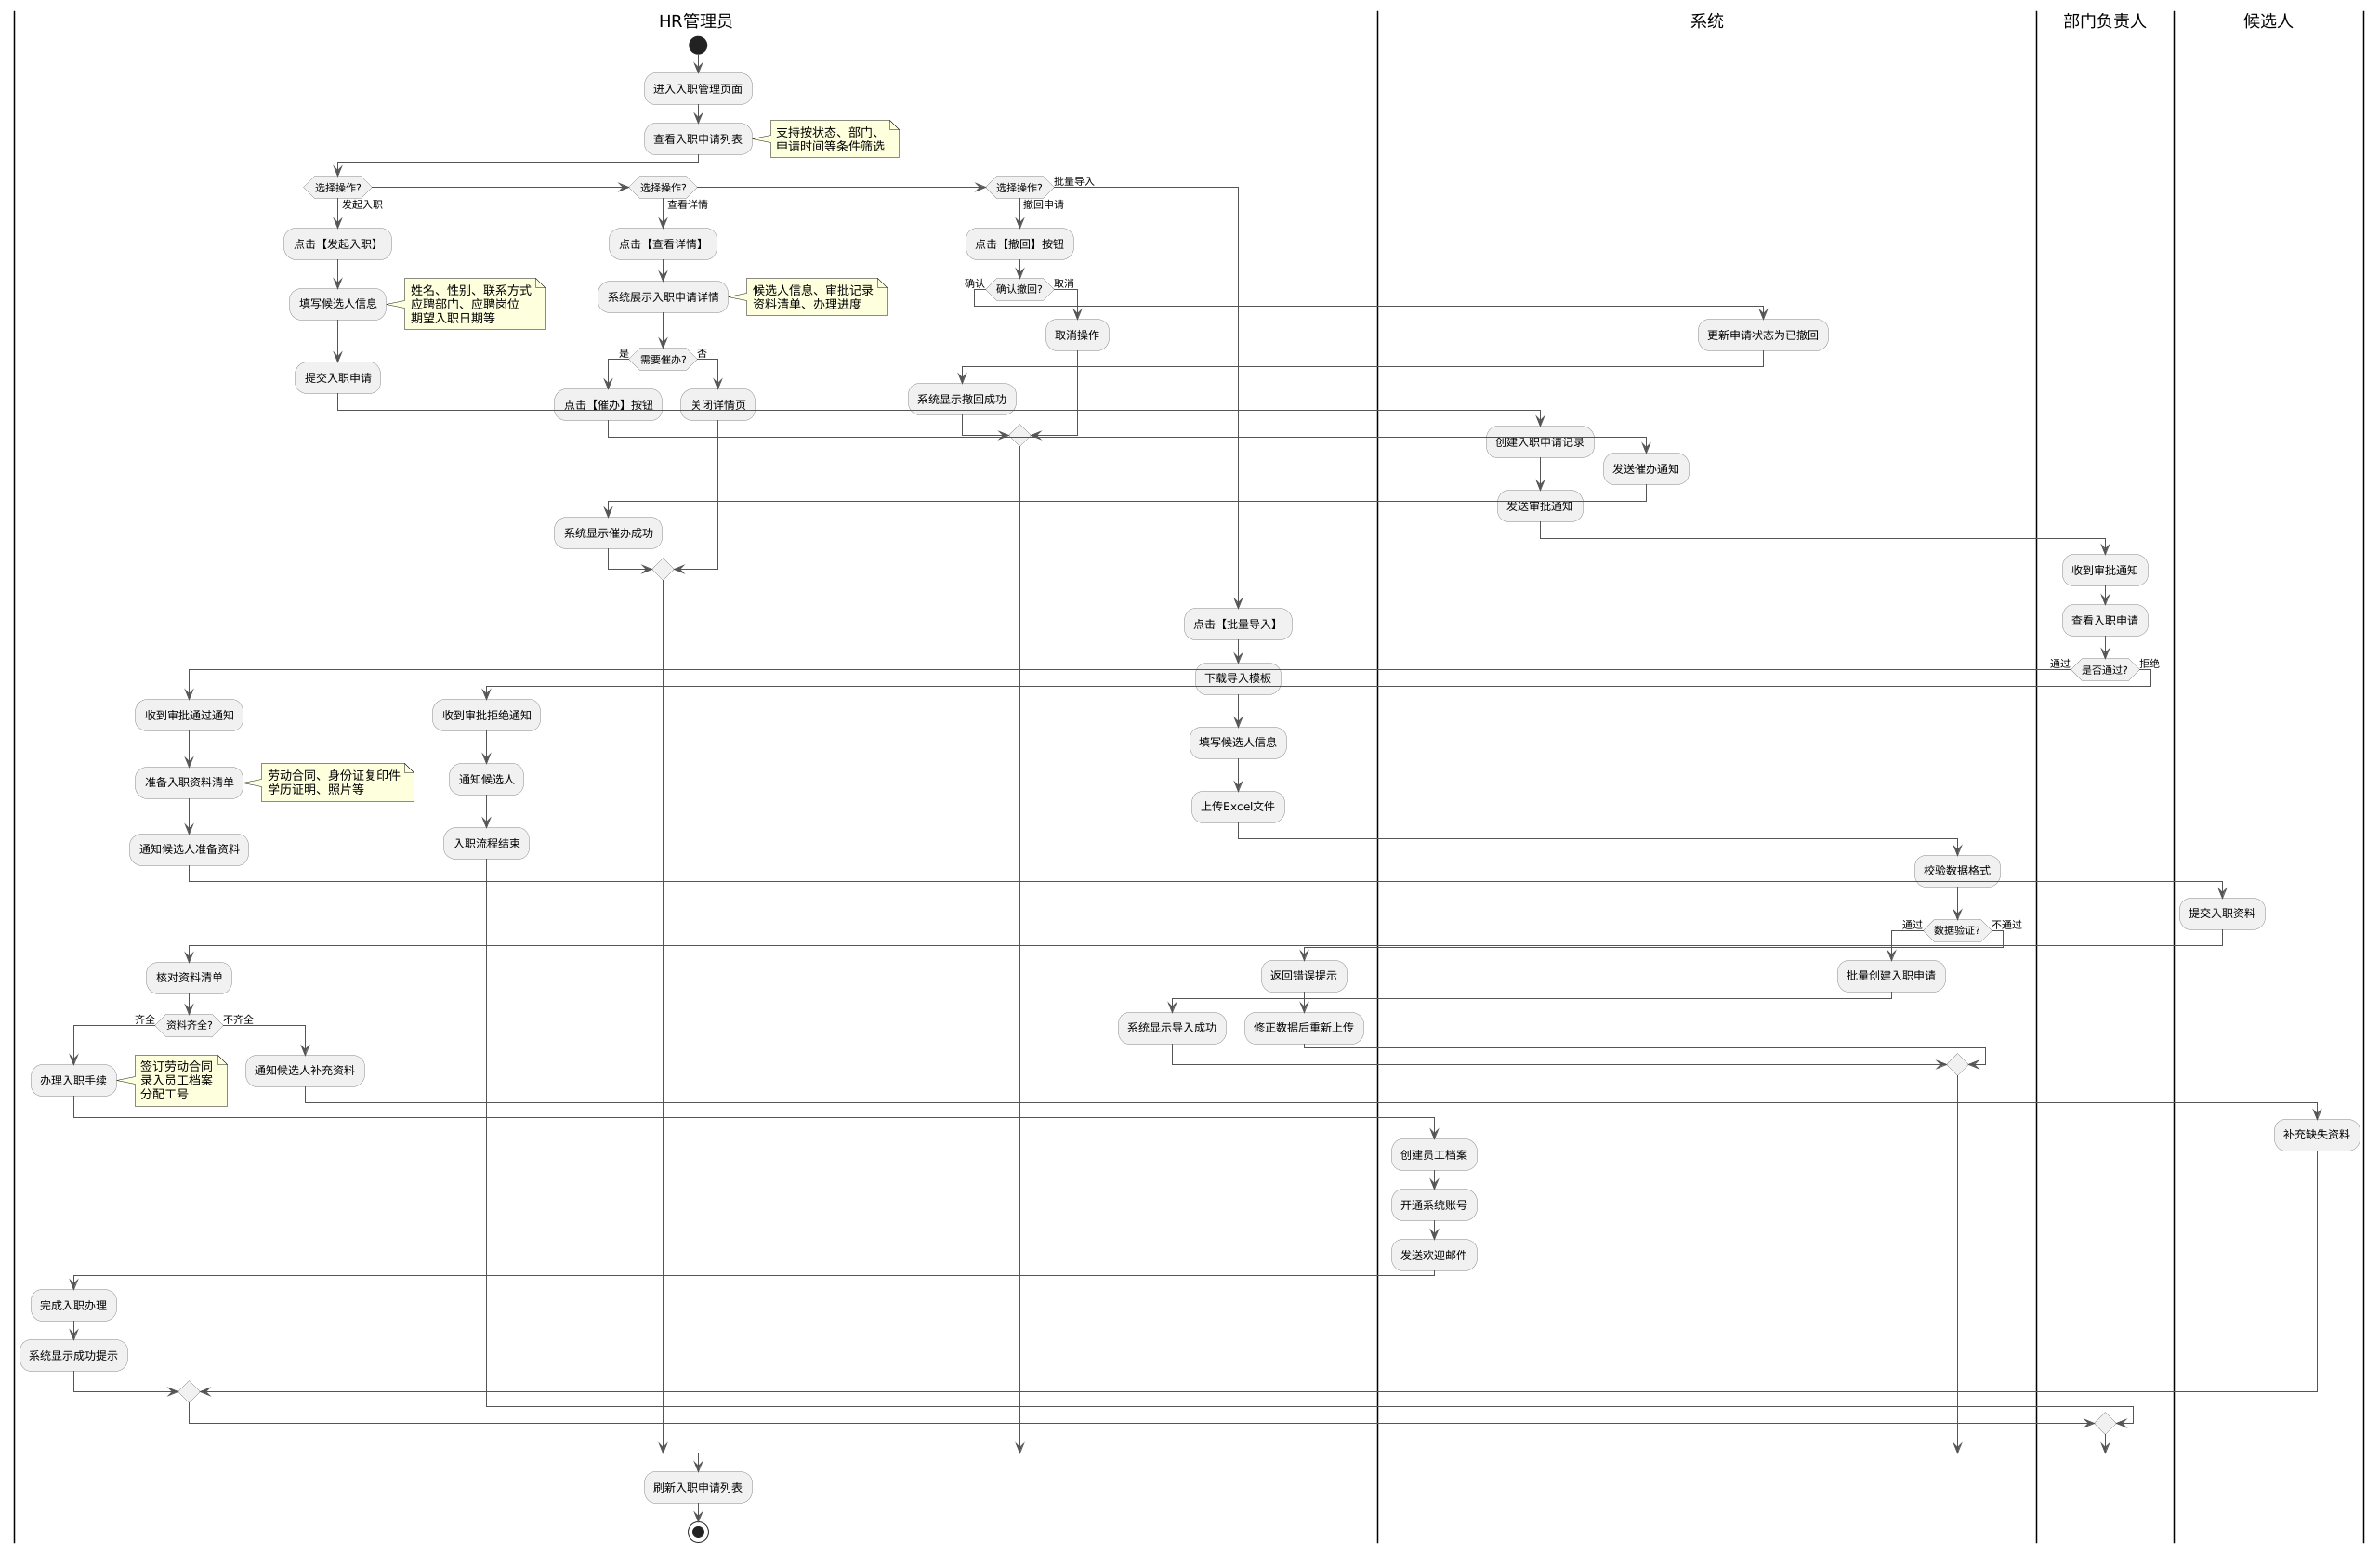 HR管理员
系统
部门负责人
候选人
进入入职管理页面
查看入职申请列表
支持按状态、部门、
申请时间等条件筛选
选择操作?
选择操作?
选择操作?
批量导入
发起入职
查看详情
撤回申请
点击【发起入职】
点击【查看详情】
点击【撤回】按钮
填写候选人信息
姓名、性别、联系方式
应聘部门、应聘岗位
期望入职日期等
系统展示入职申请详情
候选人信息、审批记录
资料清单、办理进度
确认
确认撤回?
取消
取消操作
更新申请状态为已撤回
提交入职申请
是
需要催办?
否
点击【催办】按钮
关闭详情页
系统显示撤回成功
创建入职申请记录
发送催办通知
发送审批通知
系统显示催办成功
收到审批通知
点击【批量导入】
查看入职申请
通过
是否通过?
拒绝
下载导入模板
收到审批通过通知
收到审批拒绝通知
填写候选人信息
准备入职资料清单
劳动合同、身份证复印件
学历证明、照片等
通知候选人
上传Excel文件
通知候选人准备资料
入职流程结束
校验数据格式
提交入职资料
通过
数据验证?
不通过
核对资料清单
返回错误提示
批量创建入职申请
齐全
资料齐全?
不齐全
系统显示导入成功
修正数据后重新上传
办理入职手续
签订劳动合同
录入员工档案
分配工号
通知候选人补充资料
补充缺失资料
创建员工档案
开通系统账号
发送欢迎邮件
完成入职办理
系统显示成功提示
刷新入职申请列表